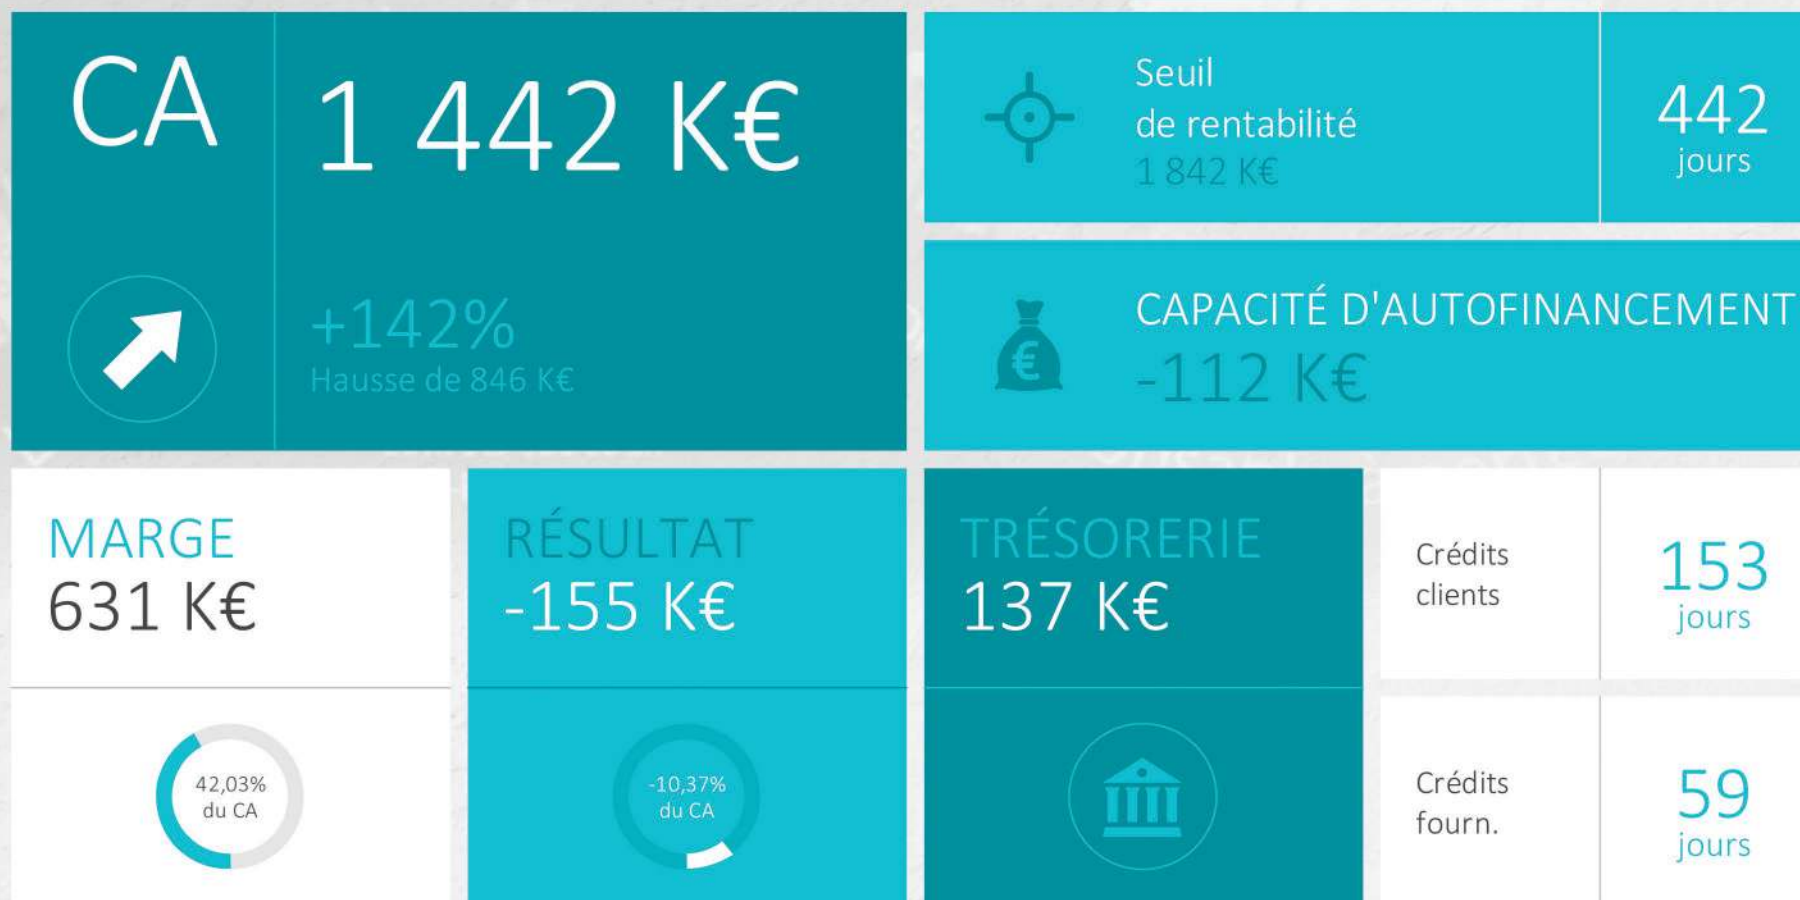 CA
1 442 K€
+142%
Hausse de 846 K€
Seuil
de rentabilité
1 842 K€
442
jours
CAPACITÉ D'AUTOFINANCEMENT
-112 K€
MARGE
631 K€
42,03%
du CA
RÉSULTAT
-155 K€
-10,37%
du CA
TRÉSORERIE
137 K€
Crédits
clients
153
jours
Crédits
fourn.
59
jours